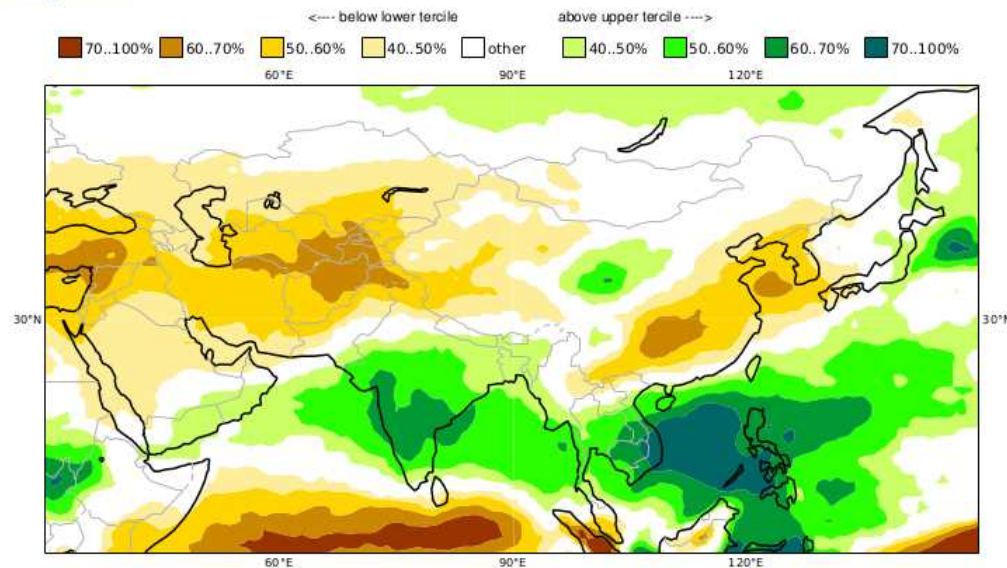 <---- below lower tercile above upper tercile ---->
70..100% 60..70% 50..60% 40..50% other 40..50% 50..60% 60..70% 70..100%
60°E 90°E 120°E
30°N 30°N
60°E 90°E 120°E